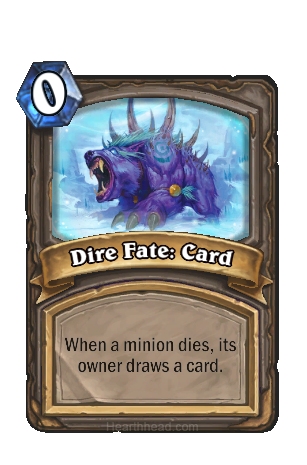 0
Dire Fate: Card
When a minion dies, its
owner draws a card.
Hearthhead.com